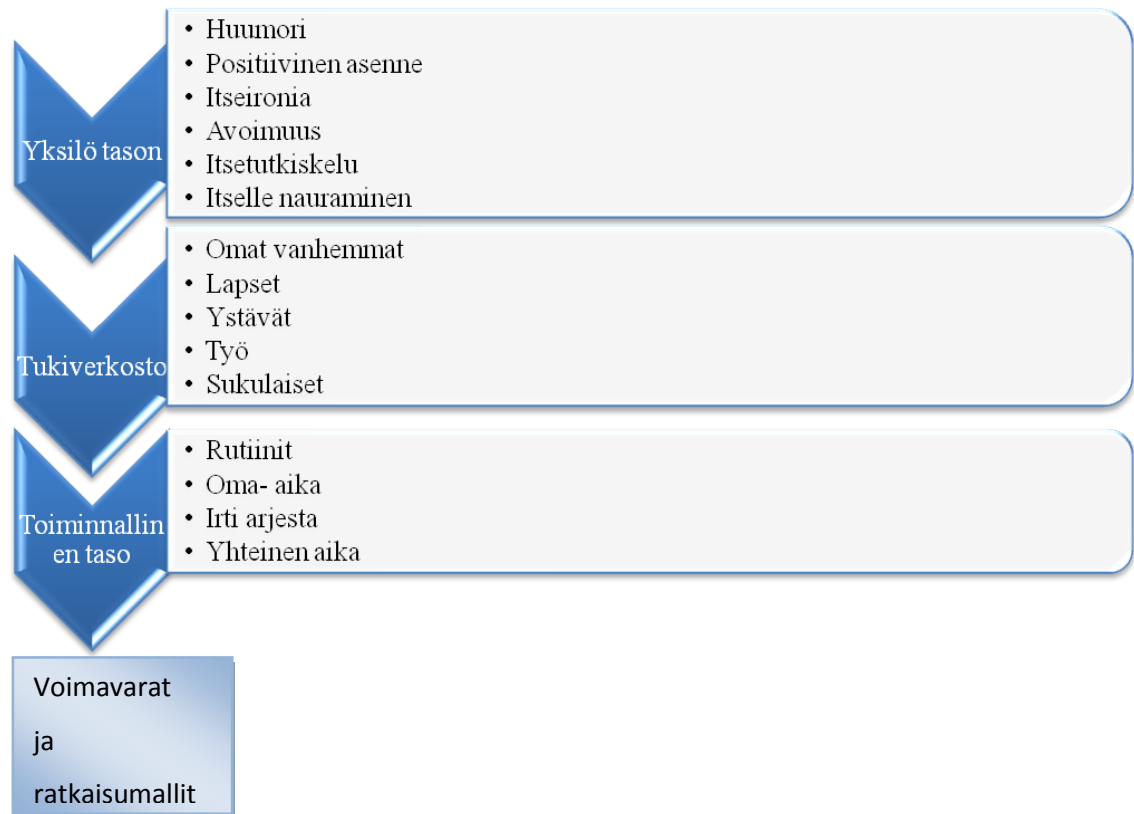 Yksilö tason
• Huumori
• Positiivinen asenne
• Itseironia
• Avoimuus
• Itsetutkiskelu
• Itselle nauraminen
Tukiverkosto
• Omat vanhemmat
• Lapset
• Ystävät
• Työ
• Sukulaiset
Toiminnallin
en taso
• Rutiinit
• Oma- aika
• Irti arjesta
• Yhteinen aika
Voimavarat
ja
ratkaisumallit